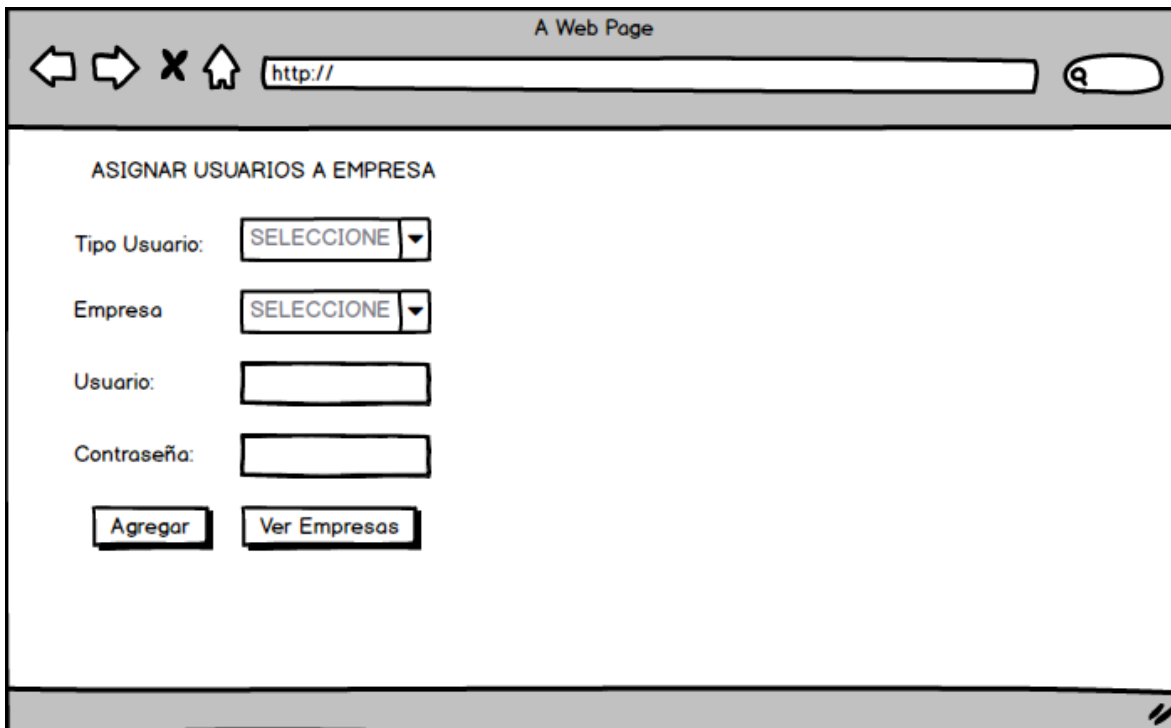 A Web Page
http://
ASIGNAR USUARIOS A EMPRESA
Tipo Usuario: SELECCIONE
Empresa SELECCIONE
Usuario:
Contraseña:
Agregar Ver Empresas